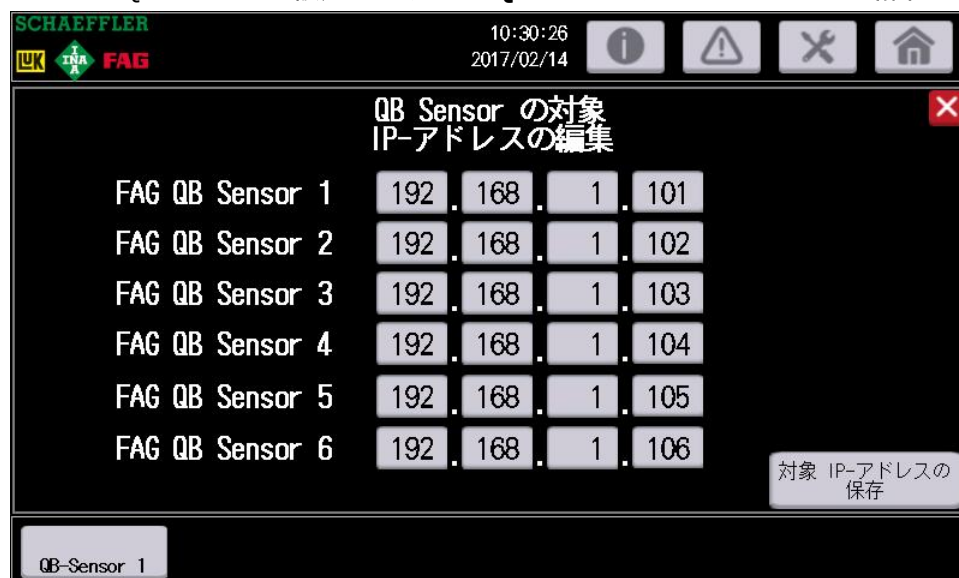 SCHAEFFLER
LUK INA FAG
10:30:26
2017/02/14
QB Sensor の対象
IP-アドレスの編集
FAG QB Sensor 1 192 . 168 . 1 . 101
FAG QB Sensor 2 192 . 168 . 1 . 102
FAG QB Sensor 3 192 . 168 . 1 . 103
FAG QB Sensor 4 192 . 168 . 1 . 104
FAG QB Sensor 5 192 . 168 . 1 . 105
FAG QB Sensor 6 192 . 168 . 1 . 106
対象 IP-アドレスの
保存
QB-Sensor 1